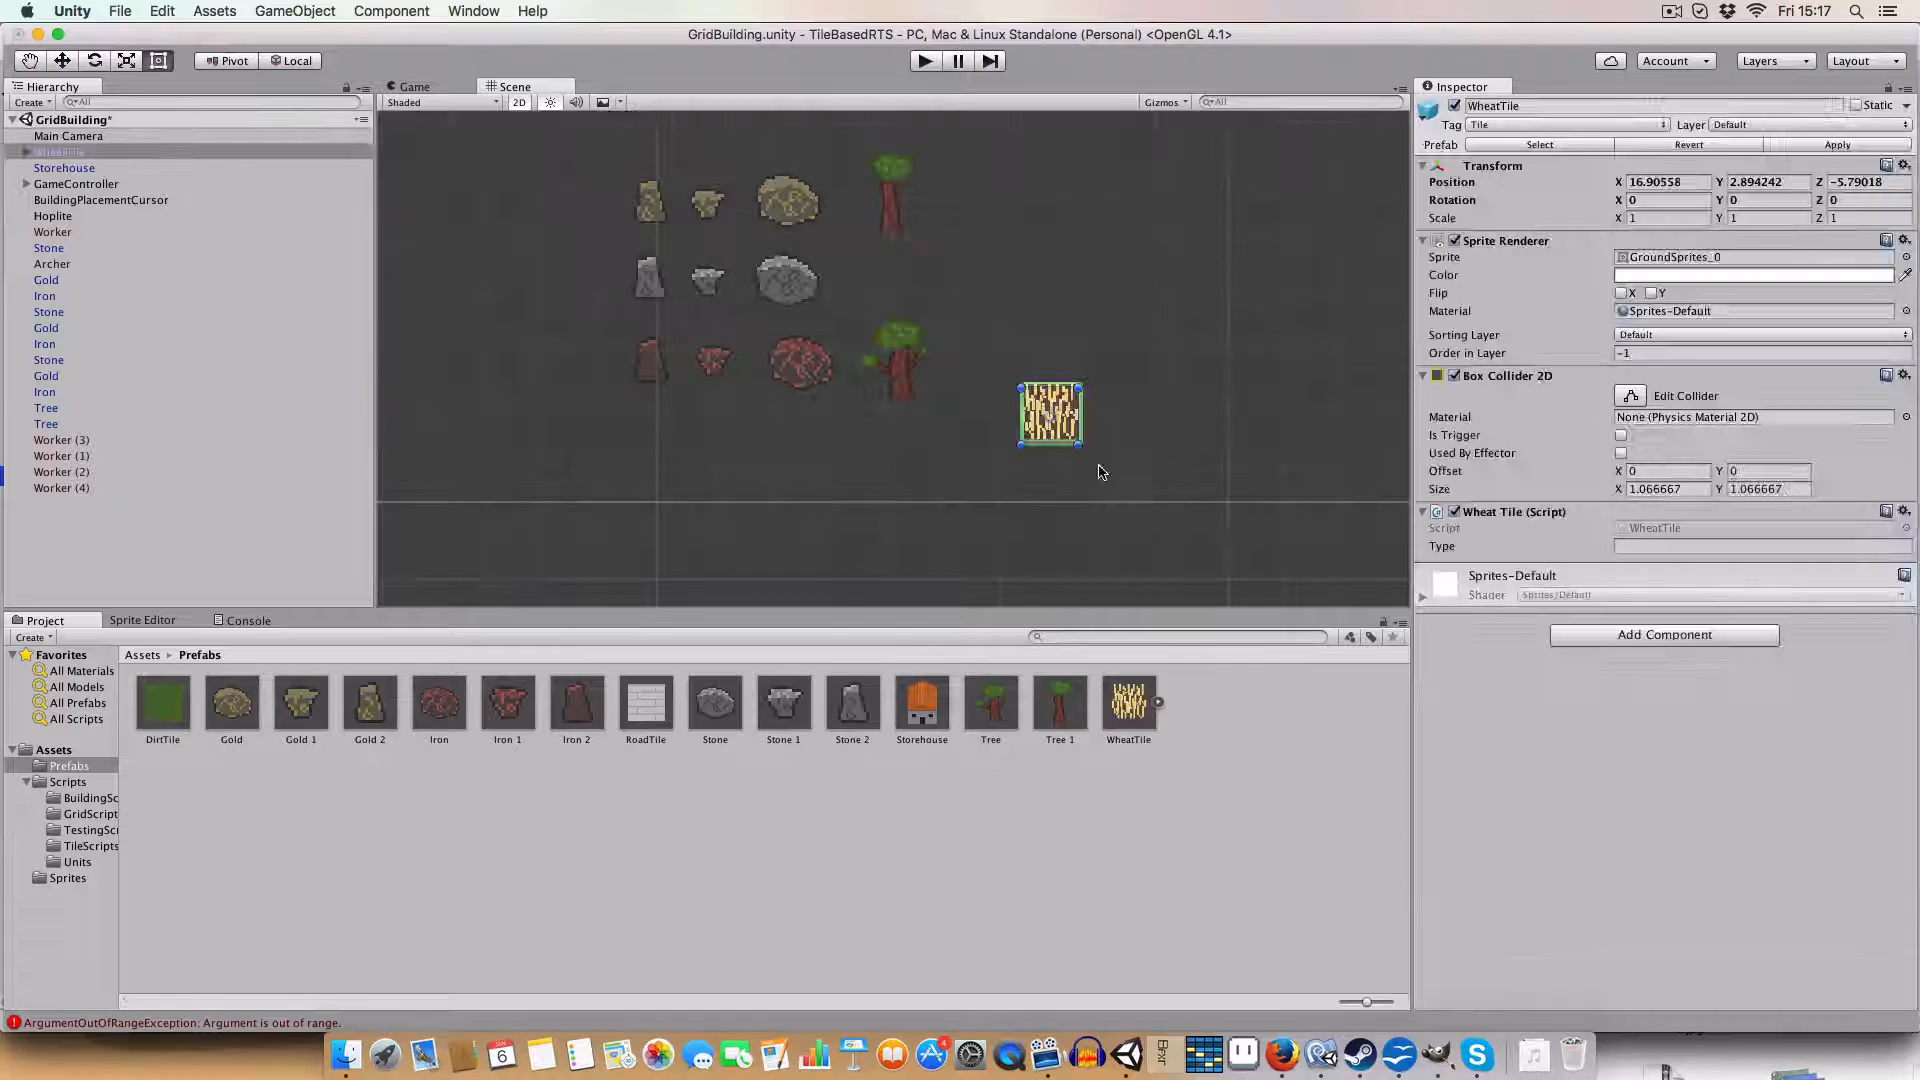 Unity File Edit Assets GameObject Component Window Help
Fri 15:17
GridBuilding.unity - TileBasedRTS - PC, Mac & Linux Standalone (Personal) <OpenGL 4.1>
Pivot Local
Account Layers Layout
Hierarchy
Create All
GridBuilding*
Main Camera
WheatTile
Storehouse
GameController
BuildingPlacementCursor
Hoplite
Worker
Stone
Archer
Gold
Iron
Stone
Gold
Iron
Stone
Gold
Iron
Tree
Tree
Worker (3)
Worker (1)
Worker (2)
Worker (4)
Game Scene
Shaded 2D Gizmos All
Inspector
WheatTile Static
Tag Tile Layer Default
Prefab Select Revert Apply
Transform
Position X 16.90558 Y 2.894242 Z -5.79018
Rotation X 0 Y 0 Z 0
Scale X 1 Y 1 Z 1
Sprite Renderer
Sprite GroundSprites_0
Color
Flip X Y
Material Sprites-Default
Sorting Layer Default
Order in Layer -1
Box Collider 2D
Edit Collider
Material None (Physics Material 2D)
Is Trigger
Used By Effector
Offset X 0 Y 0
Size X 1.066667 Y 1.066667
Wheat Tile (Script)
Script WheatTile
Type
Sprites-Default
Shader Sprites/Default
Add Component
Project Sprite Editor Console
Create
Favorites
All Materials
All Models
All Prefabs
All Scripts
Assets
Prefabs
Scripts
BuildingSc
GridScript
TestingScr
TileScripts
Units
Sprites
Assets Prefabs
DirtTile Gold Gold 1 Gold 2 Iron Iron 1 Iron 2 RoadTile Stone Stone 1 Stone 2 Storehouse Tree Tree 1 WheatTile
ArgumentOutOfRangeException: Argument is out of range.
JAN
6
4